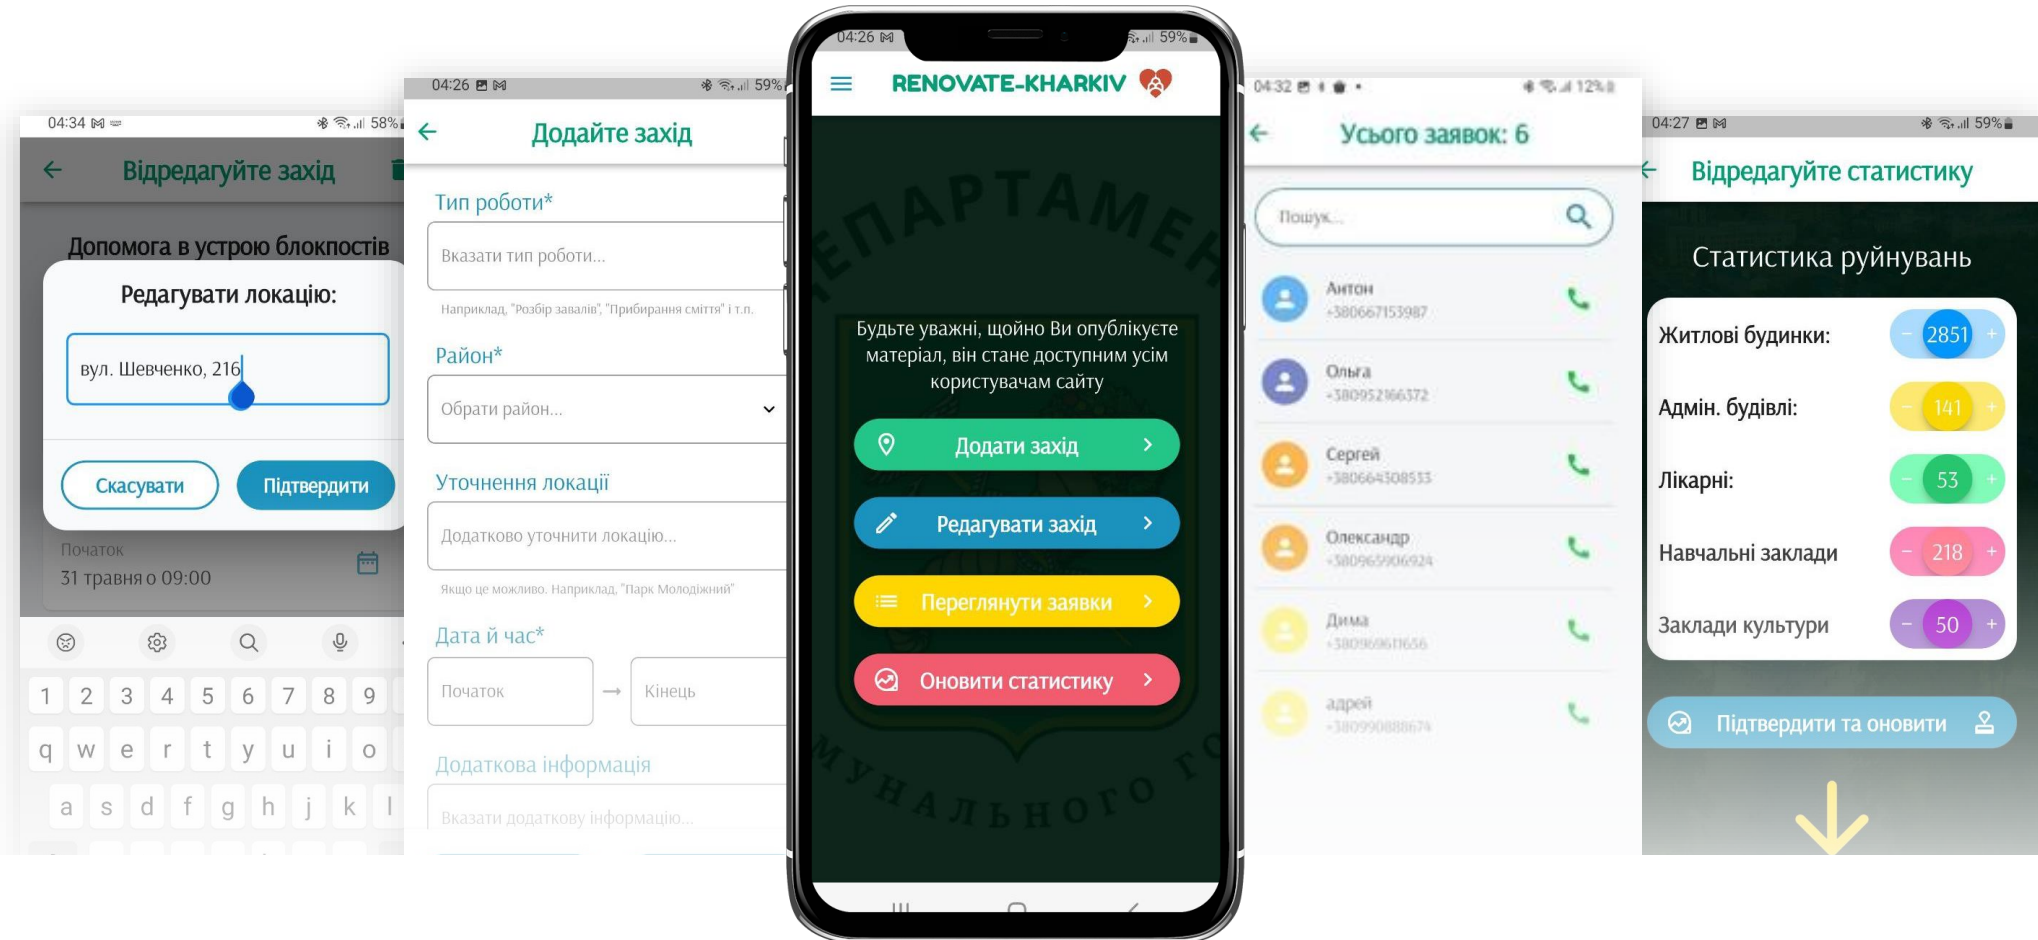 04:34
58%
Відредагуйте захід
Допомога в устрою блокпостів
Редагувати локацію:
вул. Шевченко, 216
Скасувати
Підтвердити
Початок
31 травня о 09:00
1 2 3 4 5 6 7 8 9
q w e r t y u i o
a s d f g h j k l
04:26
59%
Додайте захід
Тип роботи*
Вказати тип роботи...
Наприклад, "Розбір завалів", "Прибирання сміття" і т.п.
Район*
Обрати район...
Уточнення локації
Додатково уточнити локацію...
Якщо це можливо. Наприклад, "Парк Молодіжний"
Дата й час*
Початок → Кінець
Додаткова інформація
Вказати додаткову інформацію...
04:26
59%
RENOVATE-KHARKIV
ЕПАРТАМЕН
Будьте уважні, щойно Ви опублікуєте
матеріал, він стане доступним усім
користувачам сайту
Додати захід
Редагувати захід
Переглянути заявки
Оновити статистику
МУНАЛЬНОГО Г
04:32
12%
Усього заявок: 6
Пошук...
Антон
+380667153987
Ольга
+380952166372
Сергей
+380664308533
Олександр
+380965906924
Дима
+380969611656
адрей
+380990888674
04:27
59%
Відредагуйте статистику
Статистика руйнувань
Житлові будинки: - 2851 +
Адмін. будівлі: - 141 +
Лікарні: - 53 +
Навчальні заклади - 218 +
Заклади культури - 50 +
Підтвердити та оновити